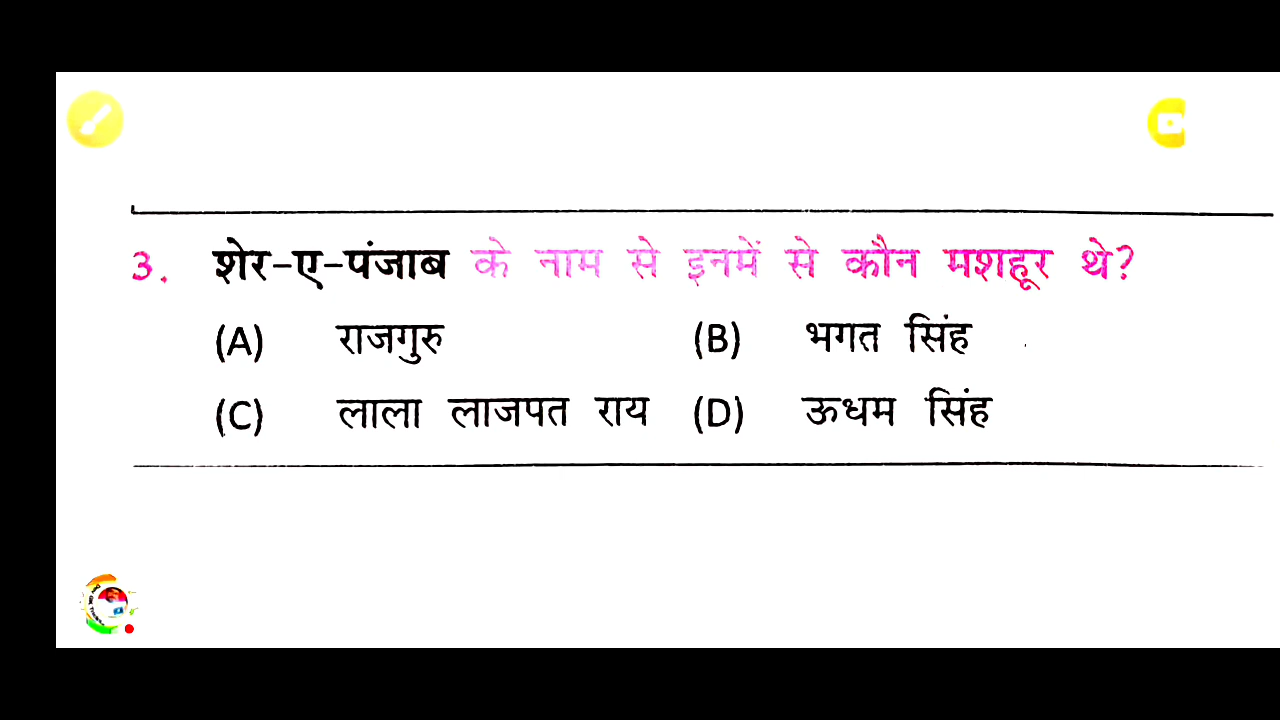 3. शेर-ए-पंजाब के नाम से इनमें से कौन मशहूर थे?
(A) राजगुरु (B) भगत सिंह
(C) लाला लाजपत राय (D) ऊधम सिंह